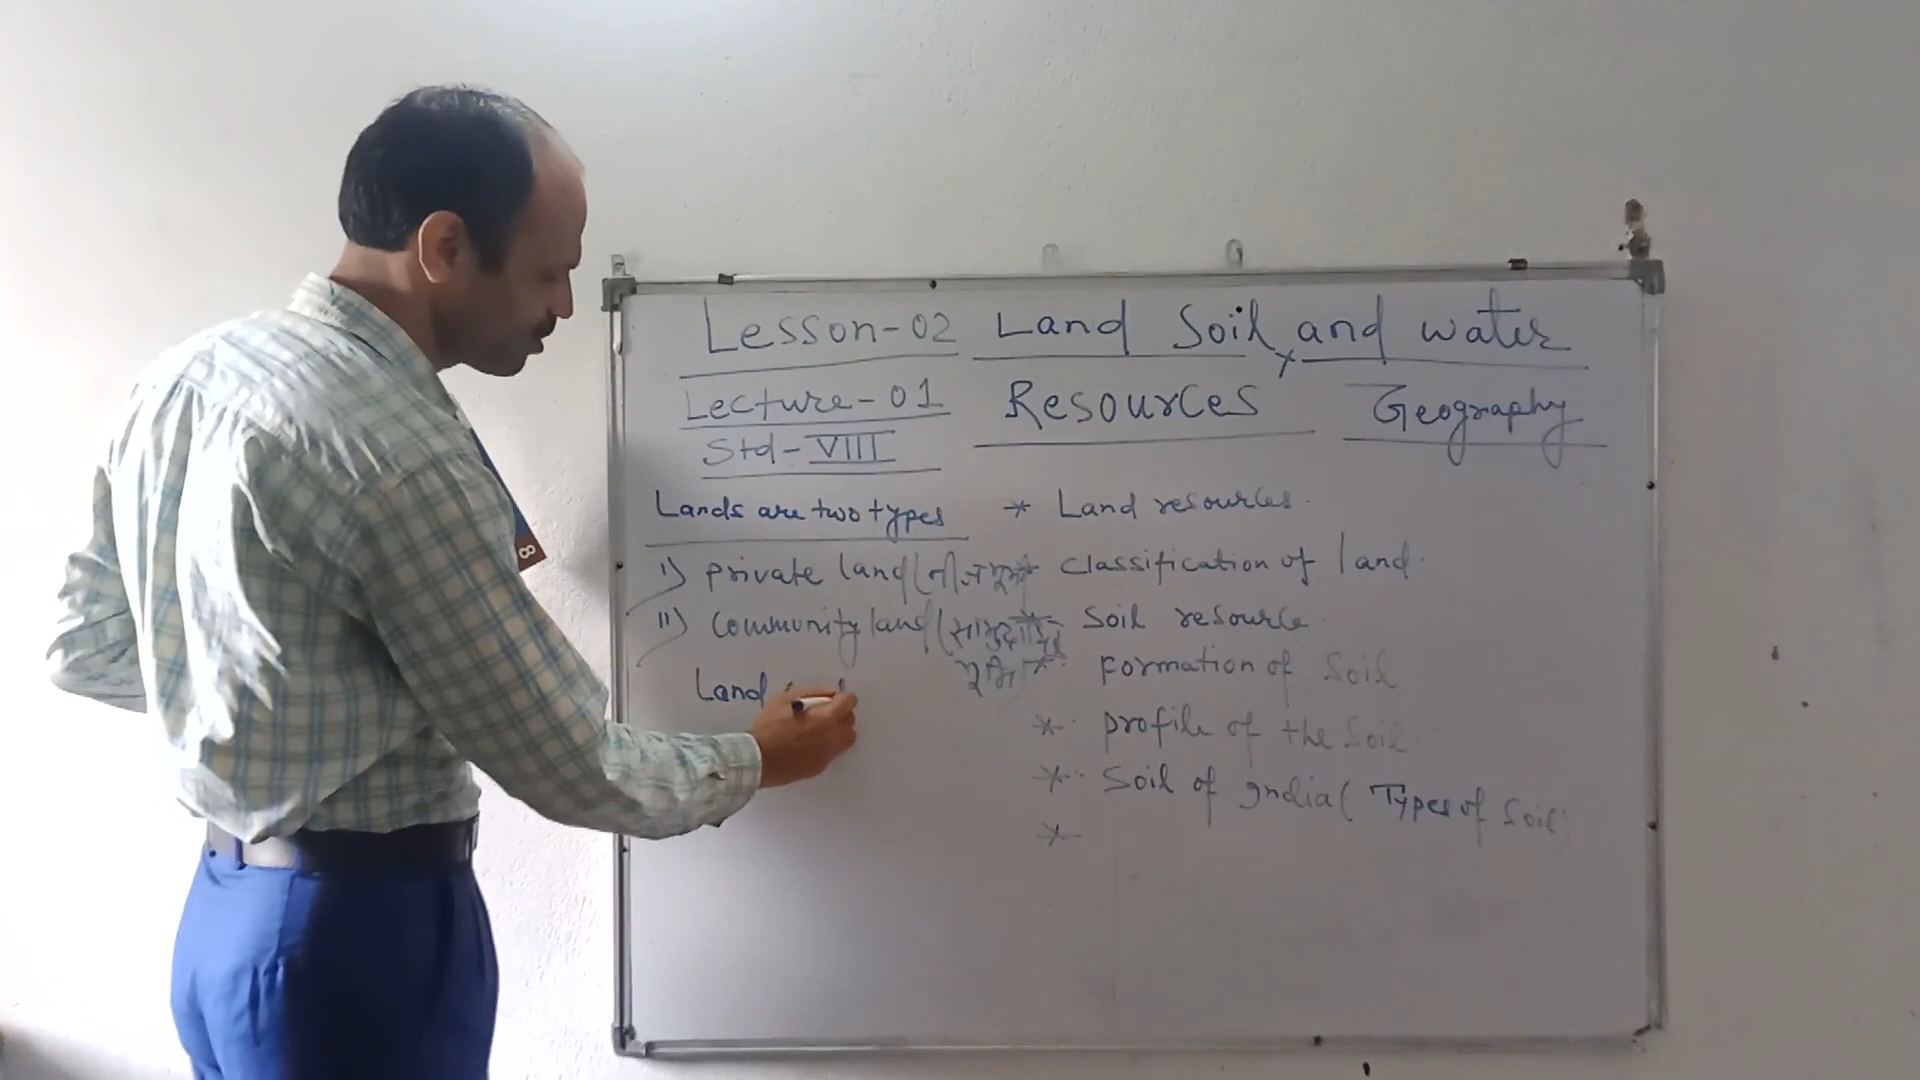 Lesson-02 Land Soil, and water
Lecture-01 Resources Geography
Std-VIII
Lands are two types
i) private land (
ii) community land (सामुदायिक
भूमि
Land
* Land resources.
* Classification of land.
* Soil resource
* Formation of Soil
* profile of the Soil.
* Soil of India ( Types of Soil)
*
8